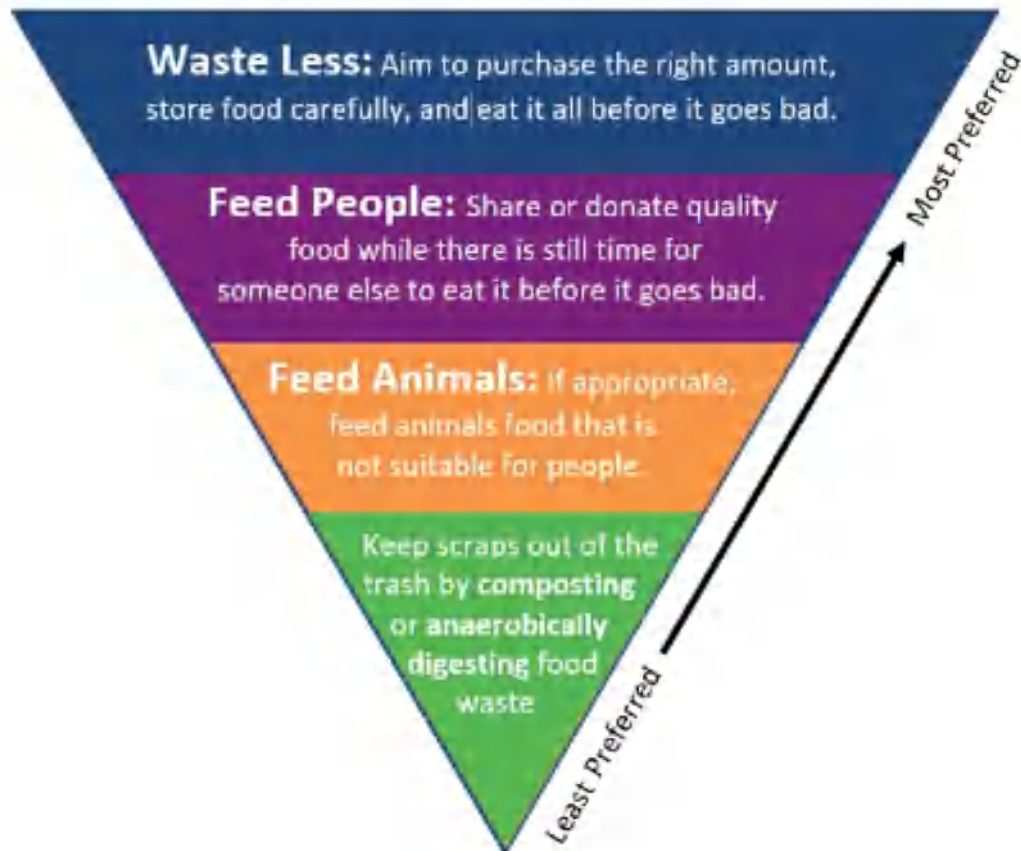 Waste Less: Aim to purchase the right amount,
store food carefully, and eat it all before it goes bad.
Feed People: Share or donate quality
food while there is still time for
someone else to eat it before it goes bad.
Feed Animals: If appropriate,
feed animals food that is
not suitable for people.
Keep scraps out of the
trash by composting
or anaerobically
digesting food
waste
Most Preferred
Least Preferred